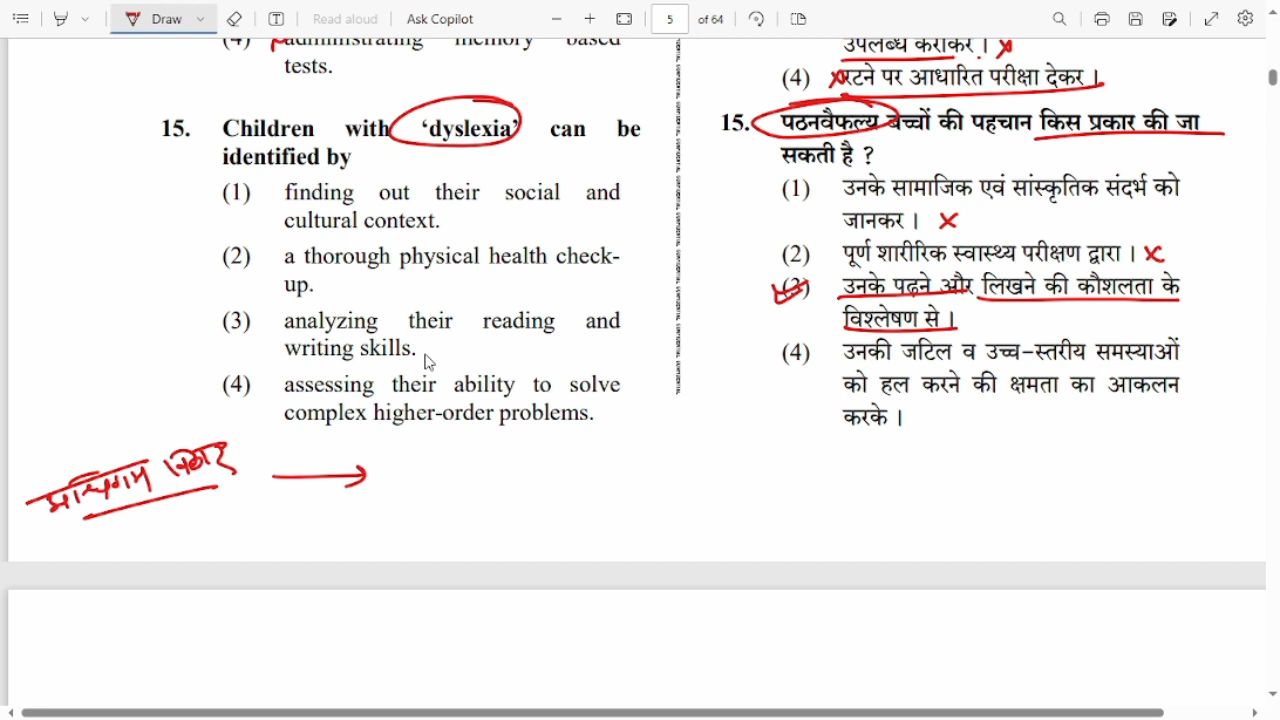 Draw
Read aloud
Ask Copilot
5
of 64
(4) administrating memory based
tests.
15. Children with ‘dyslexia’ can be
identified by
(1) finding out their social and
cultural context.
(2) a thorough physical health check-
up.
(3) analyzing their reading and
writing skills.
(4) assessing their ability to solve
complex higher-order problems.
उपलब्ध कराकर ।
(4) रटने पर आधारित परीक्षा देकर ।
15. पठनवैफल्य बच्चों की पहचान किस प्रकार की जा
सकती है ?
(1) उनके सामाजिक एवं सांस्कृतिक संदर्भ को
जानकर ।
(2) पूर्ण शारीरिक स्वास्थ्य परीक्षण द्वारा ।
(3) उनके पढ़ने और लिखने की कौशलता के
विश्लेषण से ।
(4) उनकी जटिल व उच्च-स्तरीय समस्याओं
को हल करने की क्षमता का आकलन
करके ।